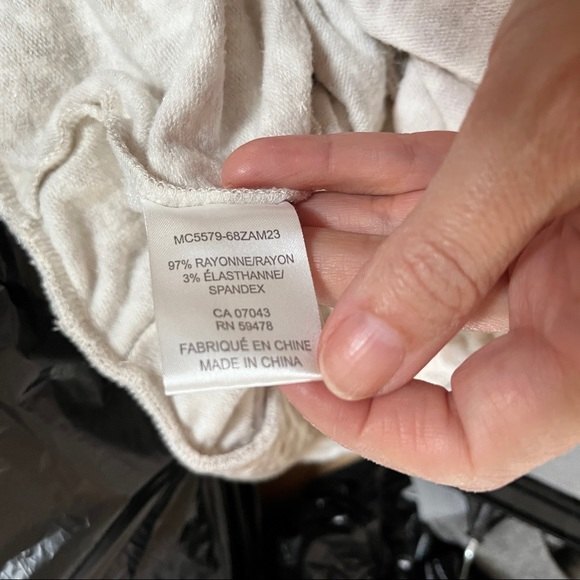 MC5579-68ZAM23
97% RAYONNE/RAYON
3% ÉLASTHANNE/
SPANDEX
CA 07043
RN 59478
FABRIQUÉ EN CHINE
MADE IN CHINA